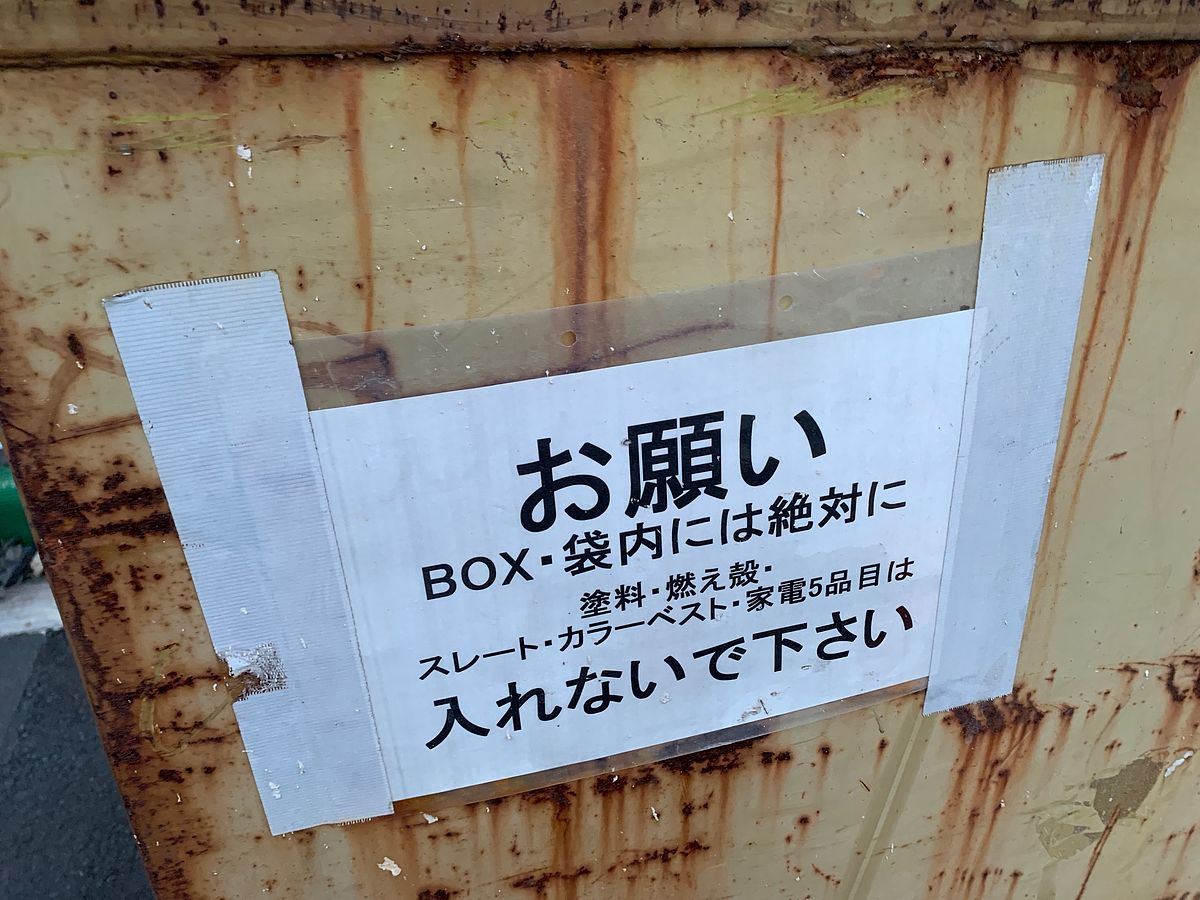 お願い
BOX・袋内には絶対に
塗料・燃え殻・
スレート・カラーベスト・家電5品目は
入れないで下さい